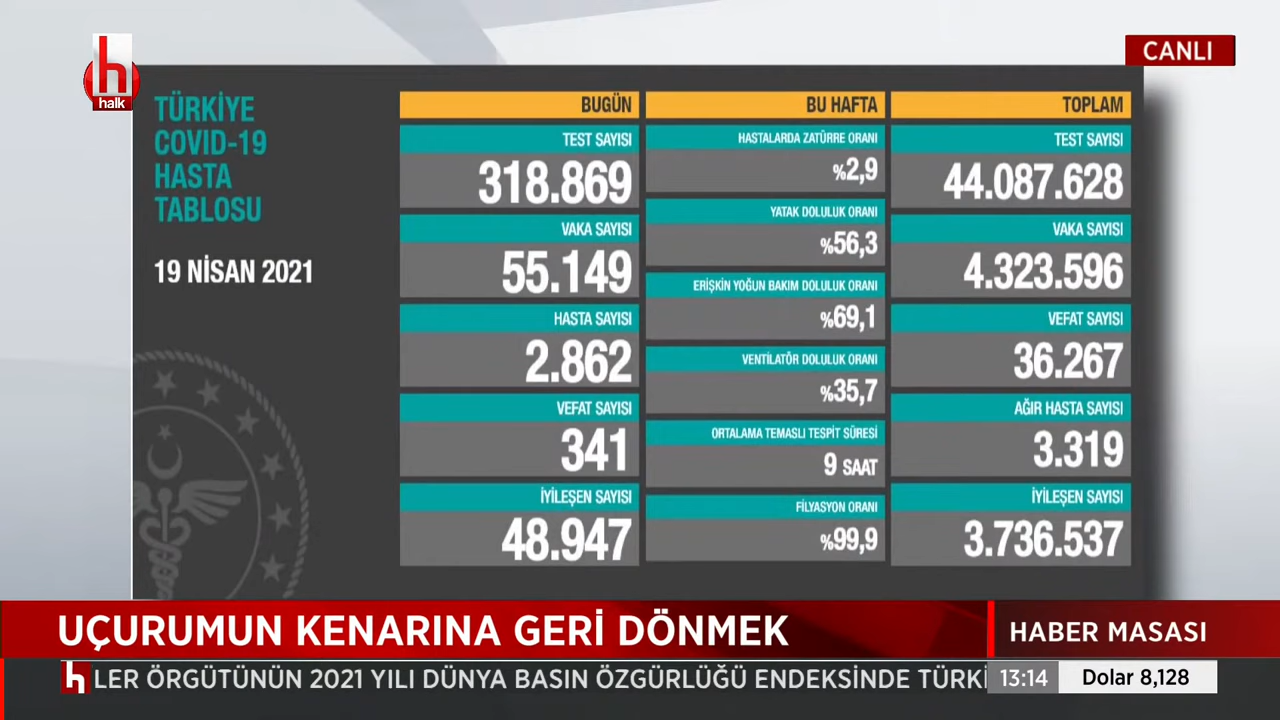 h
halk
CANLI
TÜRKİYE
COVID-19
HASTA
TABLOSU
19 NİSAN 2021
BUGÜN
TEST SAYISI
318.869
VAKA SAYISI
55.149
HASTA SAYISI
2.862
VEFAT SAYISI
341
İYİLEŞEN SAYISI
48.947
BU HAFTA
HASTALARDA ZATÜRRE ORANI
%2,9
YATAK DOLULUK ORANI
%56,3
ERİŞKİN YOĞUN BAKIM DOLULUK ORANI
%69,1
VENTİLATÖR DOLULUK ORANI
%35,7
ORTALAMA TEMASLI TESPİT SÜRESİ
9 SAAT
FİLYASYON ORANI
%99,9
TOPLAM
TEST SAYISI
44.087.628
VAKA SAYISI
4.323.596
VEFAT SAYISI
36.267
AĞIR HASTA SAYISI
3.319
İYİLEŞEN SAYISI
3.736.537
UÇURUMUN KENARINA GERİ DÖNMEK
HABER MASASI
h LER ÖRGÜTÜNÜN 2021 YILI DÜNYA BASIN ÖZGÜRLÜĞÜ ENDEKSİNDE TÜRKİ
13:14 Dolar 8,128